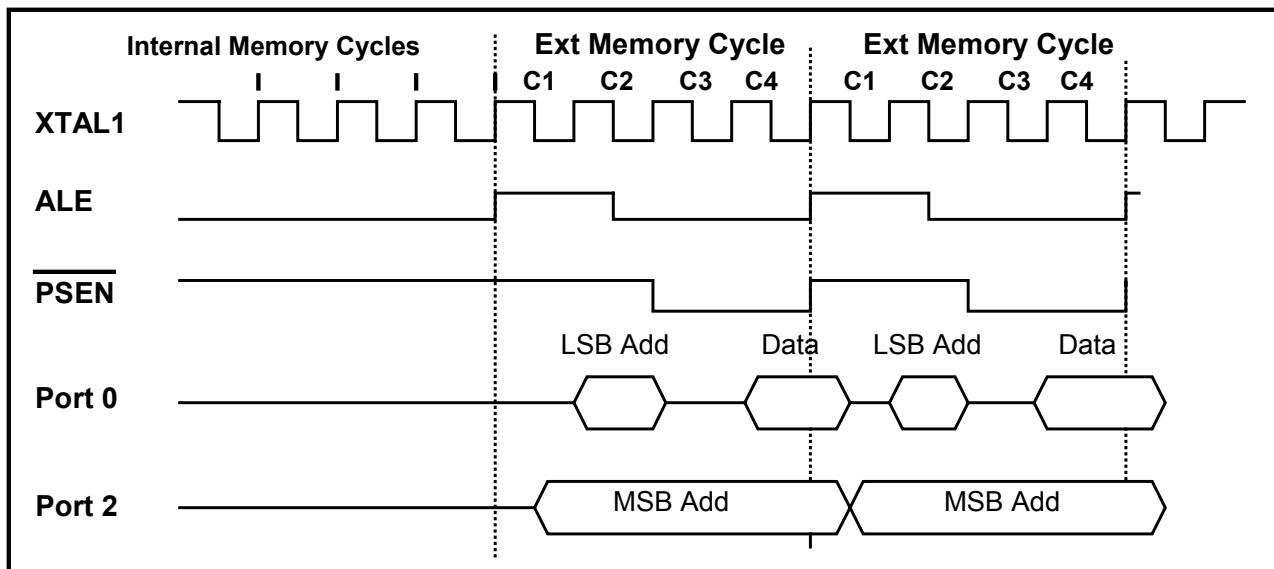 Internal Memory Cycles Ext Memory Cycle Ext Memory Cycle
C1 C2 C3 C4 C1 C2 C3 C4
XTAL1
ALE
PSEN
LSB Add Data LSB Add Data
Port 0
Port 2 MSB Add MSB Add